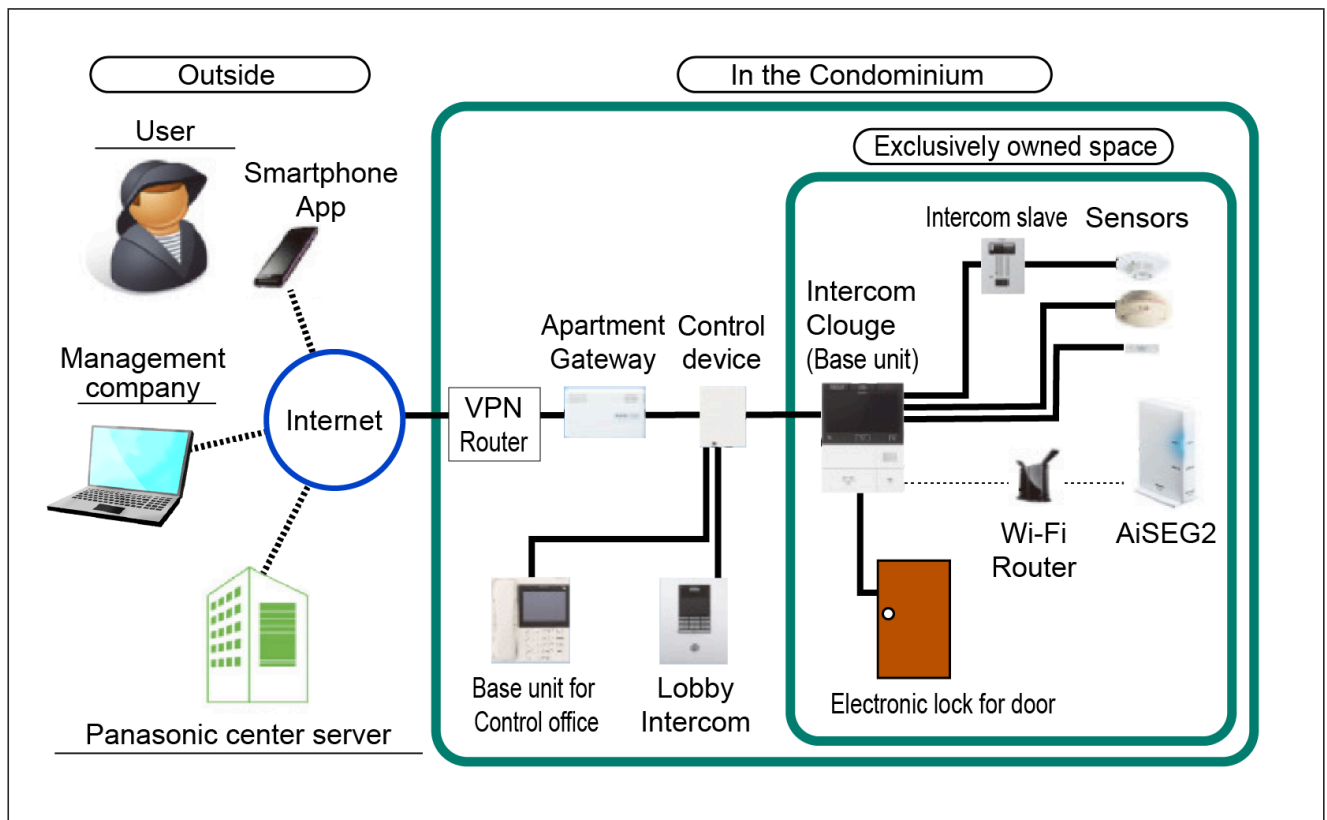 Outside
In the Condominium
User
Smartphone
App
Exclusively owned space
Intercom slave
Sensors
Intercom
Clouge
(Base unit)
Apartment
Gateway
Control
device
Management
company
Internet
VPN
Router
Wi-Fi
Router
AiSEG2
Base unit for
Control office
Lobby
Intercom
Electronic lock for door
Panasonic center server